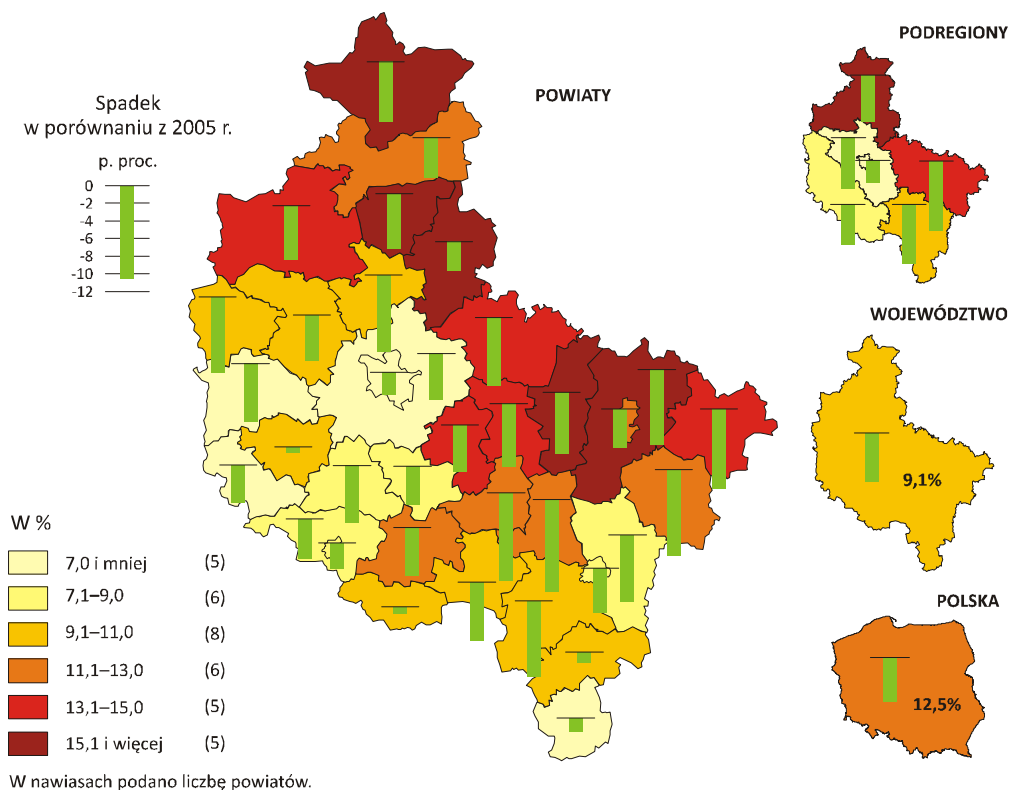 PODREGIONY
POWIATY
Spadek
w porównaniu z 2005 r.
p. proc.
0
-2
-4
-6
-8
-10
-12
WOJEWÓDZTWO
9,1%
W %
7,0 i mniej (5)
7,1–9,0 (6)
9,1–11,0 (8)
11,1–13,0 (6)
13,1–15,0 (5)
15,1 i więcej (5)
POLSKA
12,5%
W nawiasach podano liczbę powiatów.